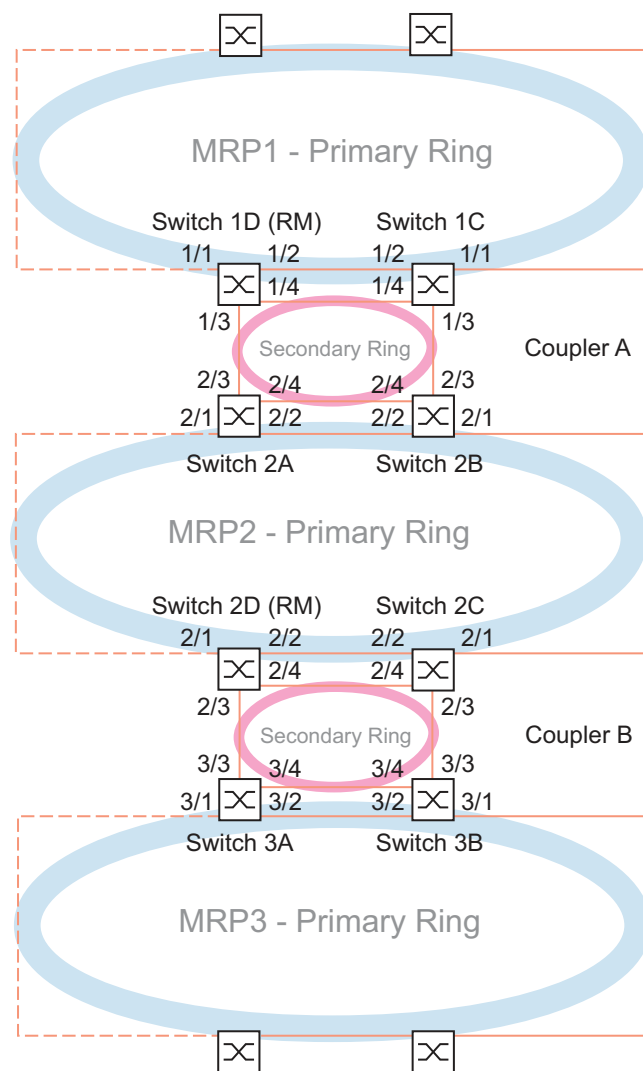 MRP1 - Primary Ring
Switch 1D (RM) Switch 1C
1/1 1/2 1/2 1/1
1/4 1/4
1/3 1/3
Secondary Ring Coupler A
2/3 2/4 2/4 2/3
2/1 2/2 2/2 2/1
Switch 2A Switch 2B
MRP2 - Primary Ring
Switch 2D (RM) Switch 2C
2/1 2/2 2/2 2/1
2/4 2/4
2/3 2/3
Secondary Ring Coupler B
3/3 3/4 3/4 3/3
3/1 3/2 3/2 3/1
Switch 3A Switch 3B
MRP3 - Primary Ring